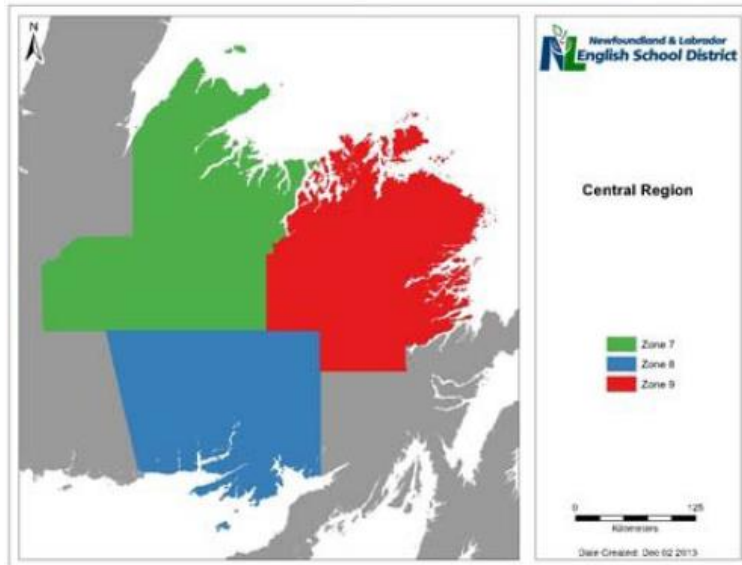 N
Newfoundland & Labrador
NL English School District
Central Region
Zone 7
Zone 8
Zone 9
0 125
Kilometers
Date Created: Dec 02 2013